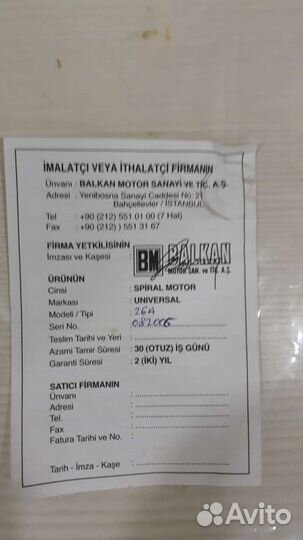 İMALATÇI VEYA İTHALATÇI FİRMANIN
Ünvanı : BALKAN MOTOR SANAYİ VE TİC. A.Ş.
Adresi : Yenibosna Sanayi Caddesi No: 21
Bahçelievler / İSTANBUL
Tel : +90 (212) 551 01 00 (7 Hat)
Fax : +90 (212) ) 551 31 67
FİRMA YETKİLİSİNİN
İmzası ve Kaşesi :
BM BALKAN
MOTOR SAN. ve TİC. A.Ş.
ÜRÜNÜN
Cinsi : SPİRAL MOTOR
Markası : UNIVERSAL
Modeli / Tipi : 26A
Seri No. :
Teslim Tarihi ve Yeri :
Azami Tamir Süresi : 30 (OTUZ) İŞ GÜNÜ
Garanti Süresi : 2 (İKİ) YIL
SATICI FİRMANIN
Ünvanı :
Adresi :
Tel. :
Fax :
Fatura Tarihi ve No. :
Tarih - İmza - Kaşe :
Avito